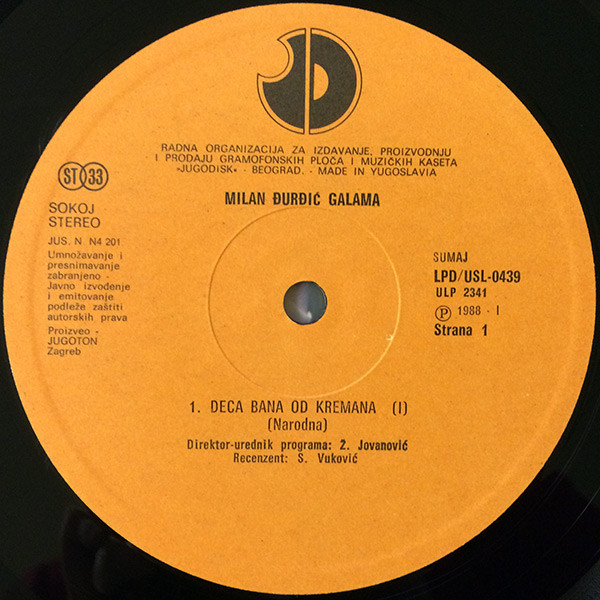 RADNA ORGANIZACIJA ZA IZDAVANJE, PROIZVODNJU
I PRODAJU GRAMOFONSKIH PLOČA I MUZIČKIH KASETA
«JUGODISK» - BEOGRAD. - MADE IN YUGOSLAVIA
MILAN ĐURĐIĆ GALAMA
ST 33
SOKOJ
STEREO
JUS. N N4 201
Umnožavanje i
presnimavanje
zabranjeno -
Javno izvođenje
i emitovanje
podleže zaštiti
autorskih prava
Proizveo -
JUGOTON
Zagreb
SUMAJ
LPD/USL-0439
ULP 2341
Ⓟ 1988 - I
Strana 1
1. DECA BANA OD KREMANA (I)
(Narodna)
Direktor-urednik programa: Ž. Jovanović
Recenzent: S. Vuković